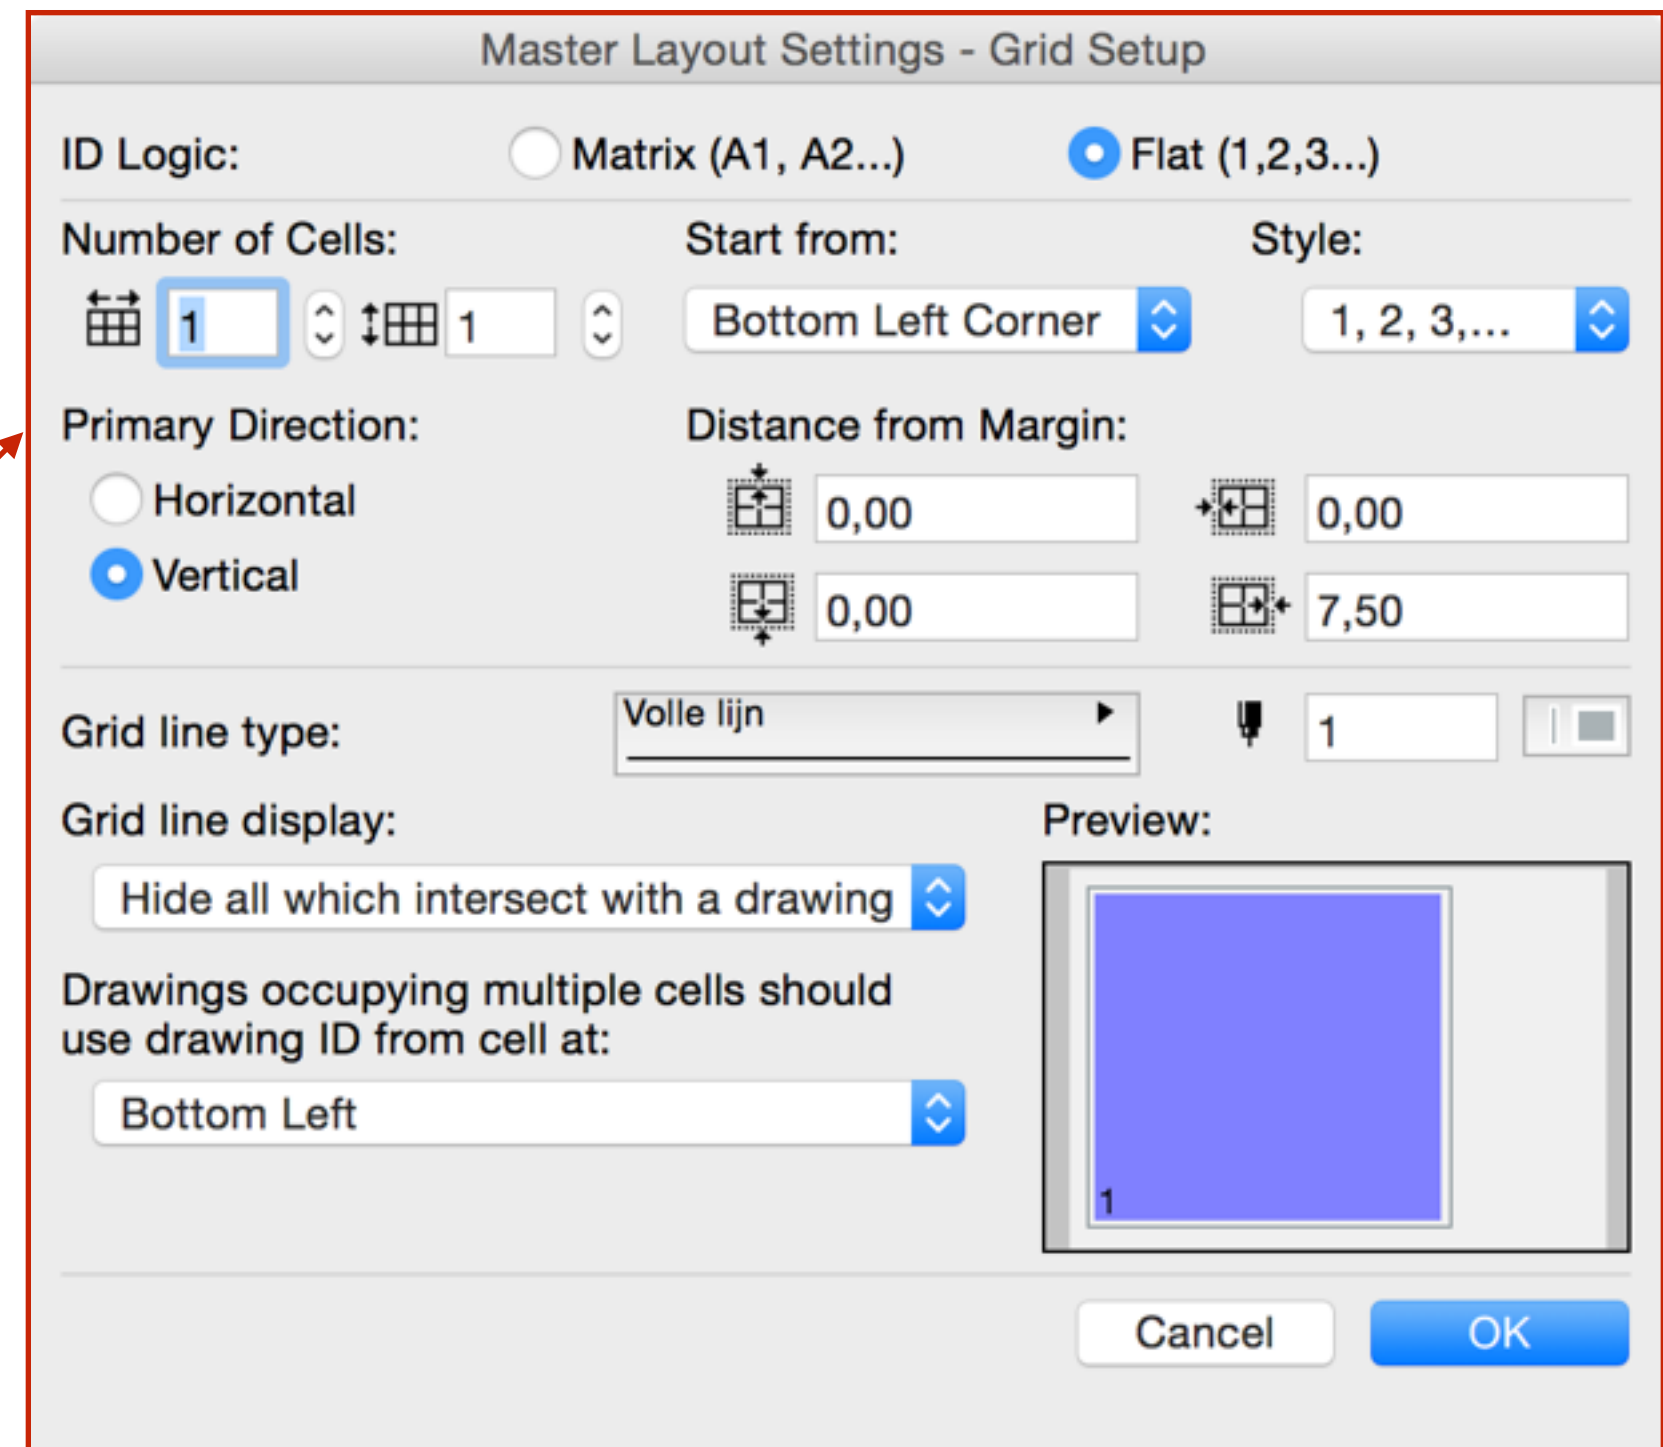 Master Layout Settings - Grid Setup
ID Logic: Matrix (A1, A2...) Flat (1,2,3...)
Number of Cells: Start from: Style:
1 1 Bottom Left Corner 1, 2, 3,...
Primary Direction: Distance from Margin:
Horizontal 0,00 0,00
Vertical 0,00 7,50
Grid line type: Volle lijn 1
Grid line display: Preview:
Hide all which intersect with a drawing
Drawings occupying multiple cells should
use drawing ID from cell at:
Bottom Left
1
Cancel OK